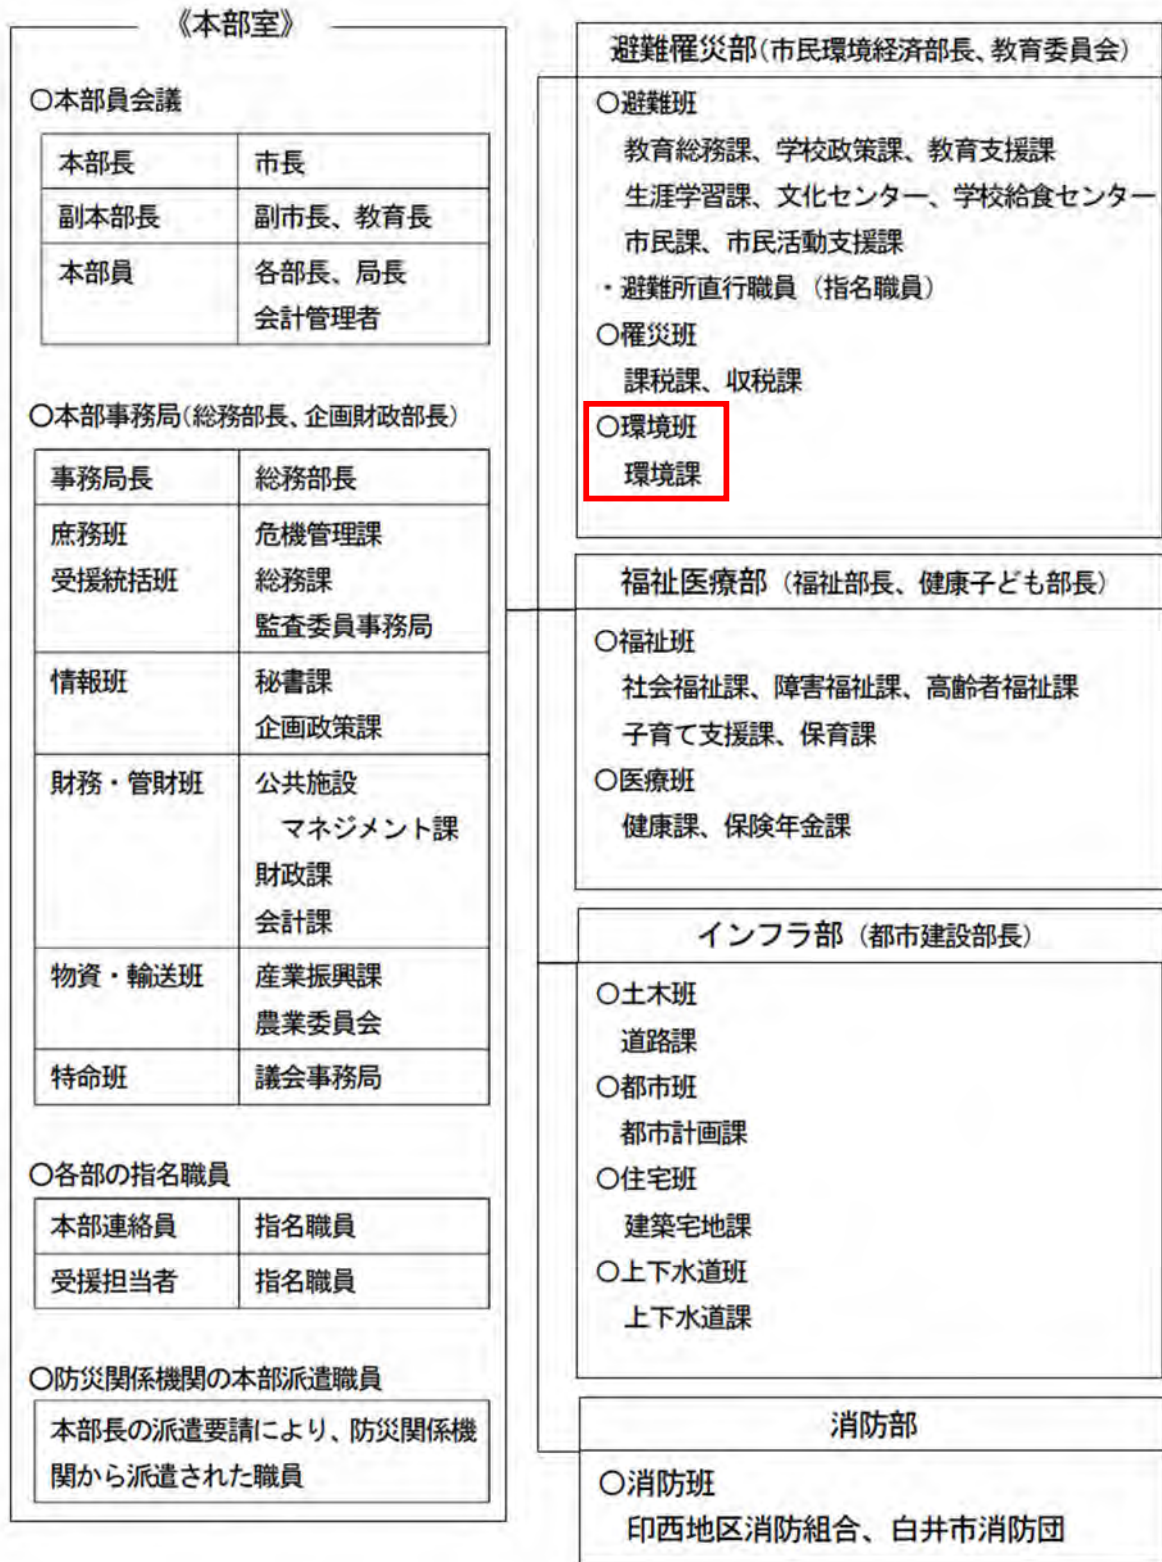 《本部室》
〇本部員会議
本部長 市長
副本部長 副市長、教育長
本部員 各部長、局長
会計管理者
〇本部事務局(総務部長、企画財政部長)
事務局長 総務部長
庶務班 危機管理課
受援統括班 総務課
監査委員事務局
情報班 秘書課
企画政策課
財務・管財班 公共施設
マネジメント課
財政課
会計課
物資・輸送班 産業振興課
農業委員会
特命班 議会事務局
〇各部の指名職員
本部連絡員 指名職員
受援担当者 指名職員
〇防災関係機関の本部派遣職員
本部長の派遣要請により、防災関係機
関から派遣された職員
避難罹災部(市民環境経済部長、教育委員会)
〇避難班
教育総務課、学校政策課、教育支援課
生涯学習課、文化センター、学校給食センター
市民課、市民活動支援課
・避難所直行職員（指名職員）
〇罹災班
課税課、収税課
〇環境班
環境課
福祉医療部（福祉部長、健康子ども部長）
〇福祉班
社会福祉課、障害福祉課、高齢者福祉課
子育て支援課、保育課
〇医療班
健康課、保険年金課
インフラ部（都市建設部長）
〇土木班
道路課
〇都市班
都市計画課
〇住宅班
建築宅地課
〇上下水道班
上下水道課
消防部
〇消防班
印西地区消防組合、白井市消防団